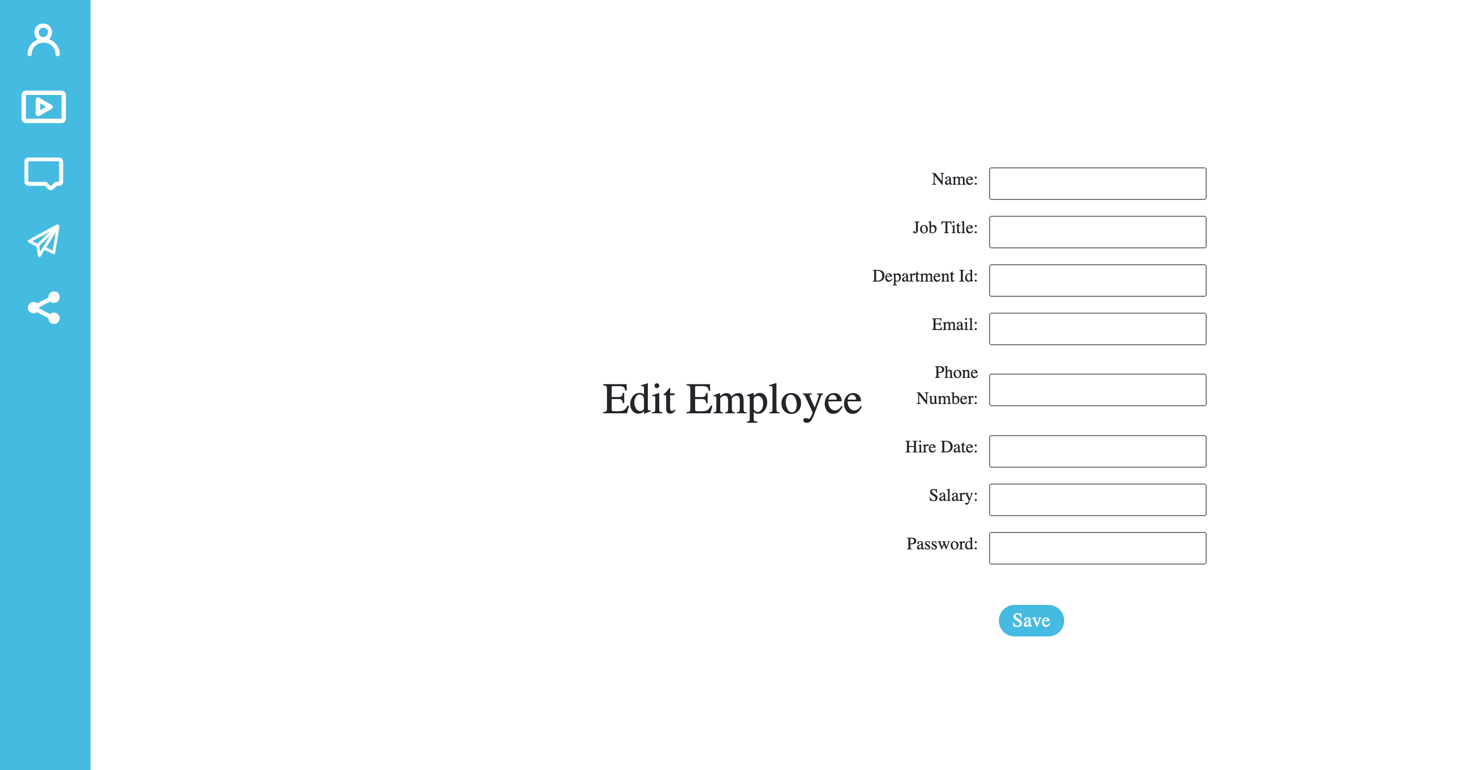 Edit Employee
Name:
Job Title:
Department Id:
Email:
Phone
Number:
Hire Date:
Salary:
Password:
Save